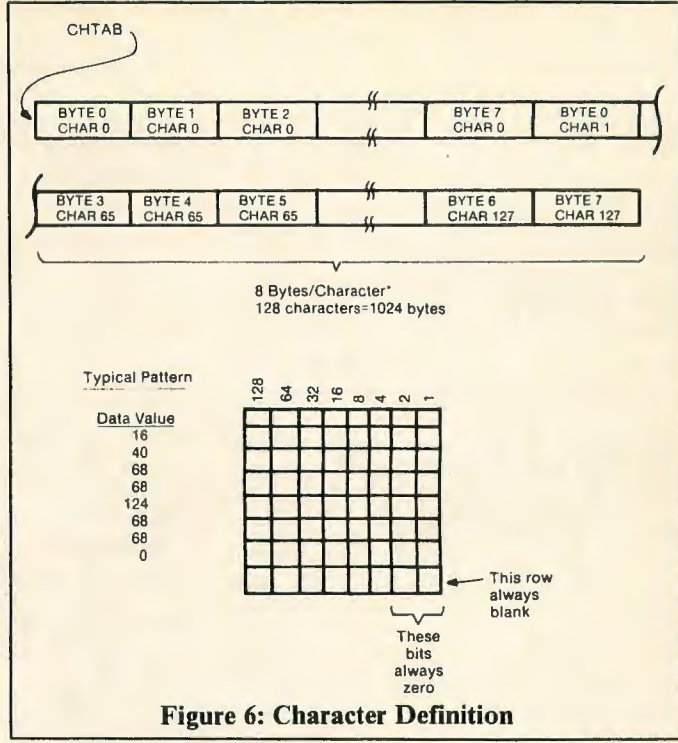 CHTAB
BYTE 0 BYTE 1 BYTE 2 BYTE 7 BYTE 0
CHAR 0 CHAR 0 CHAR 0 CHAR 0 CHAR 1
BYTE 3 BYTE 4 BYTE 5 BYTE 6 BYTE 7
CHAR 65 CHAR 65 CHAR 65 CHAR 127 CHAR 127
8 Bytes/Character*
128 characters=1024 bytes
Typical Pattern
128 64 32 16 8 4 2 1
Data Value
16
40
68
68
124
68
68
0
This row
always
blank
These
bits
always
zero
Figure 6: Character Definition